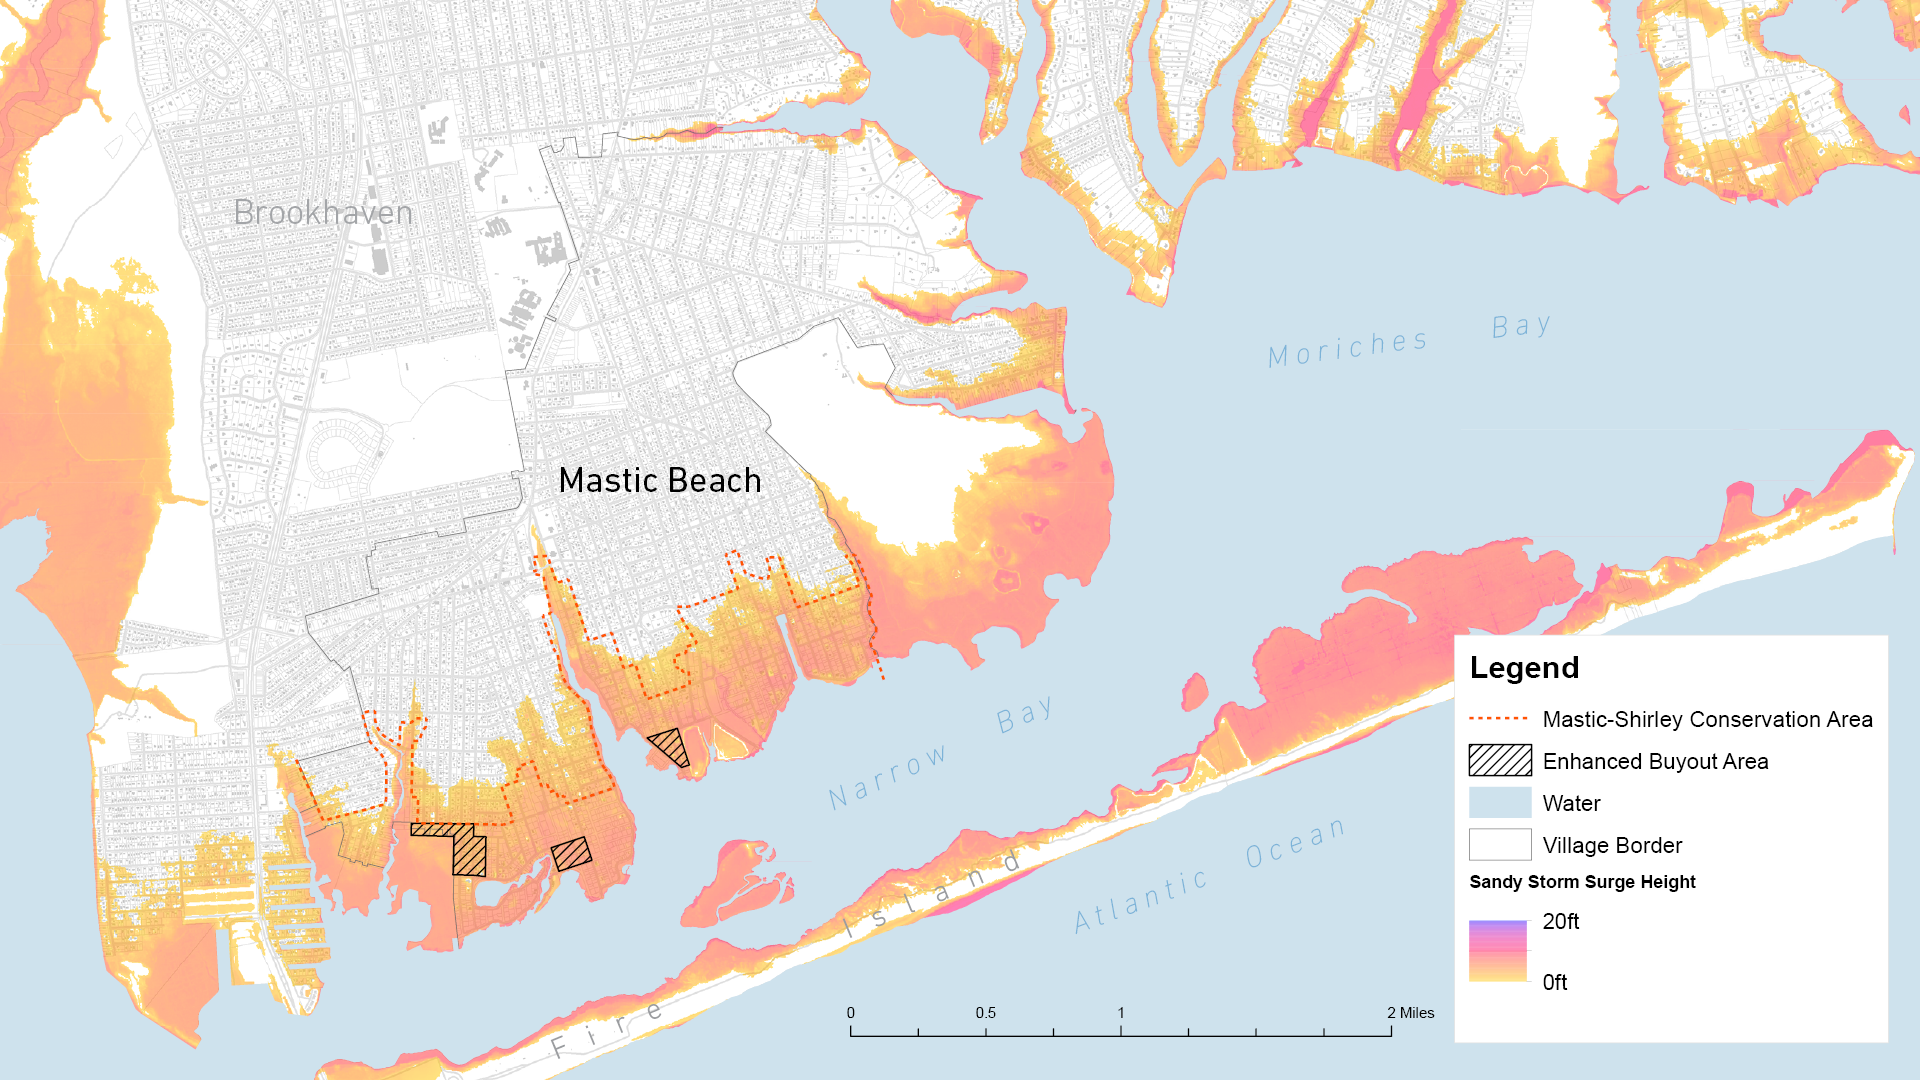 Brookhaven
Mastic Beach
Moriches Bay
Narrow Bay
Atlantic Ocean
Fire Island
Legend
Mastic-Shirley Conservation Area
Enhanced Buyout Area
Water
Village Border
Sandy Storm Surge Height
20ft
0ft
0 0.5 1 2 Miles